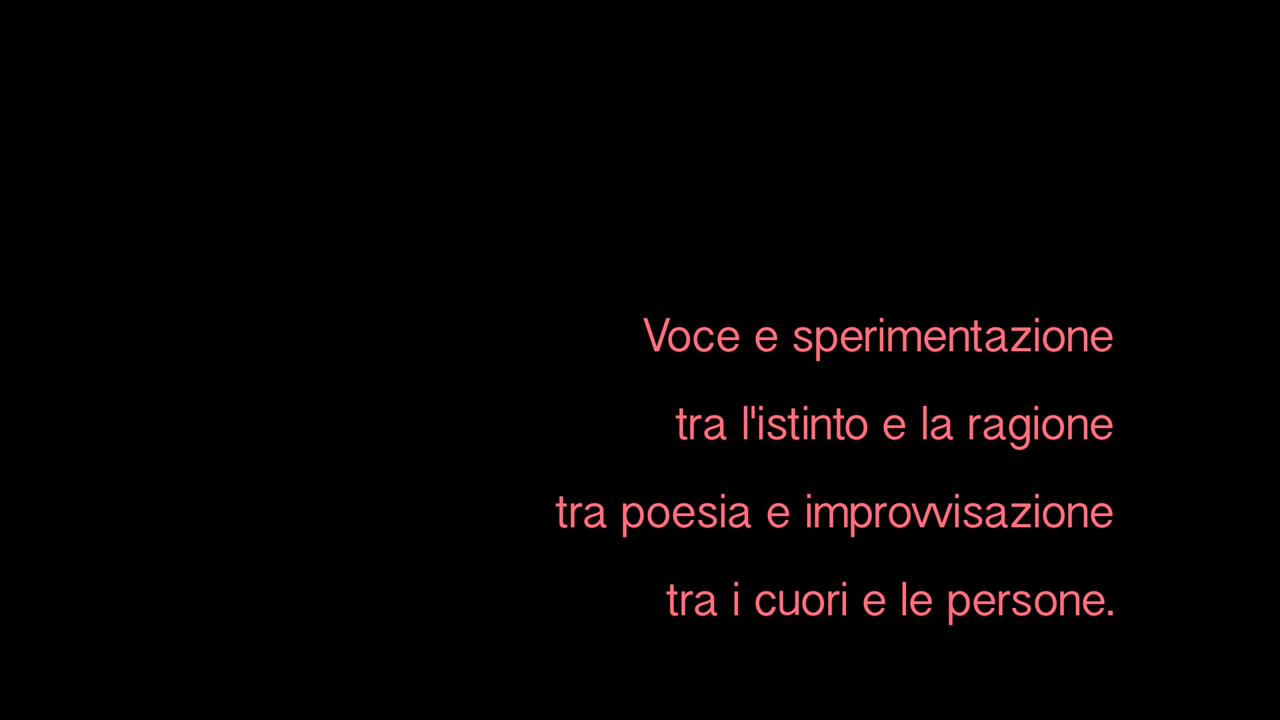 Voce e sperimentazione
tra l'istinto e la ragione
tra poesia e improvvisazione
tra i cuori e le persone.